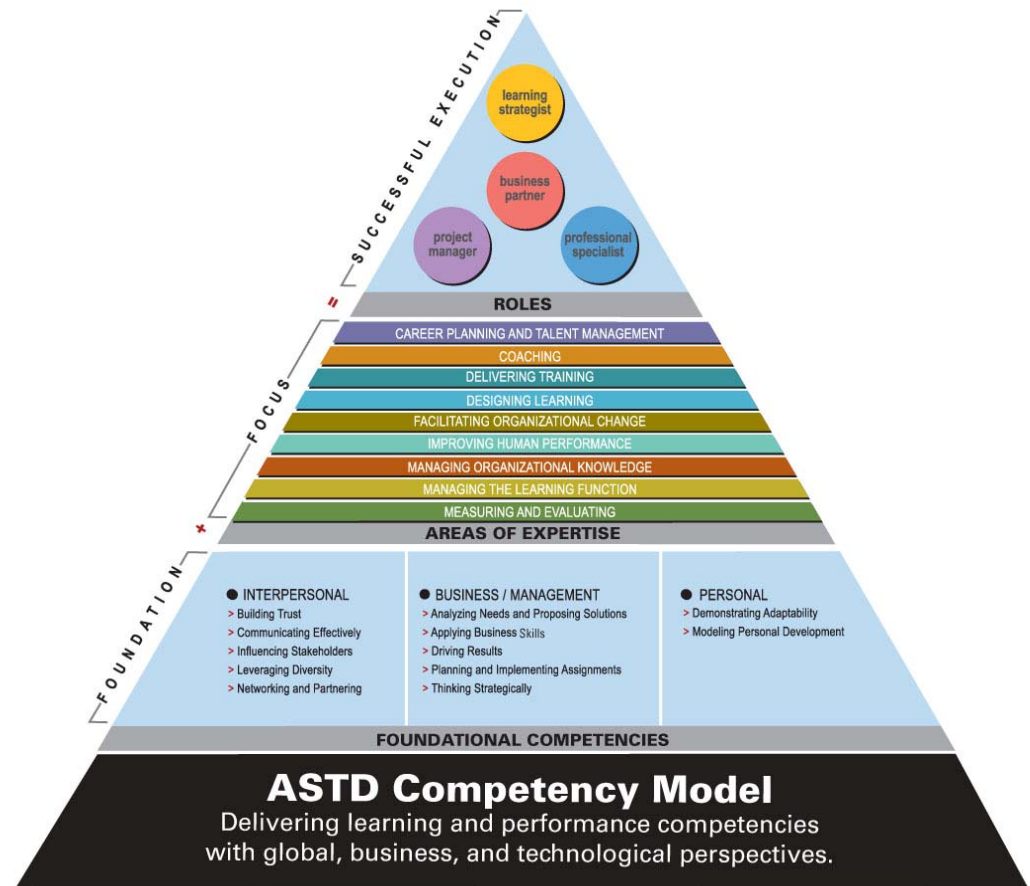 SUCCESSFUL EXECUTION
learning
strategist
business
partner
project
manager
professional
specialist
=
ROLES
FOCUS
CAREER PLANNING AND TALENT MANAGEMENT
COACHING
DELIVERING TRAINING
DESIGNING LEARNING
FACILITATING ORGANIZATIONAL CHANGE
IMPROVING HUMAN PERFORMANCE
MANAGING ORGANIZATIONAL KNOWLEDGE
MANAGING THE LEARNING FUNCTION
MEASURING AND EVALUATING
+
AREAS OF EXPERTISE
FOUNDATION
● INTERPERSONAL
> Building Trust
> Communicating Effectively
> Influencing Stakeholders
> Leveraging Diversity
> Networking and Partnering
● BUSINESS / MANAGEMENT
> Analyzing Needs and Proposing Solutions
> Applying Business Skills
> Driving Results
> Planning and Implementing Assignments
> Thinking Strategically
● PERSONAL
> Demonstrating Adaptability
> Modeling Personal Development
FOUNDATIONAL COMPETENCIES
ASTD Competency Model
Delivering learning and performance competencies
with global, business, and technological perspectives.